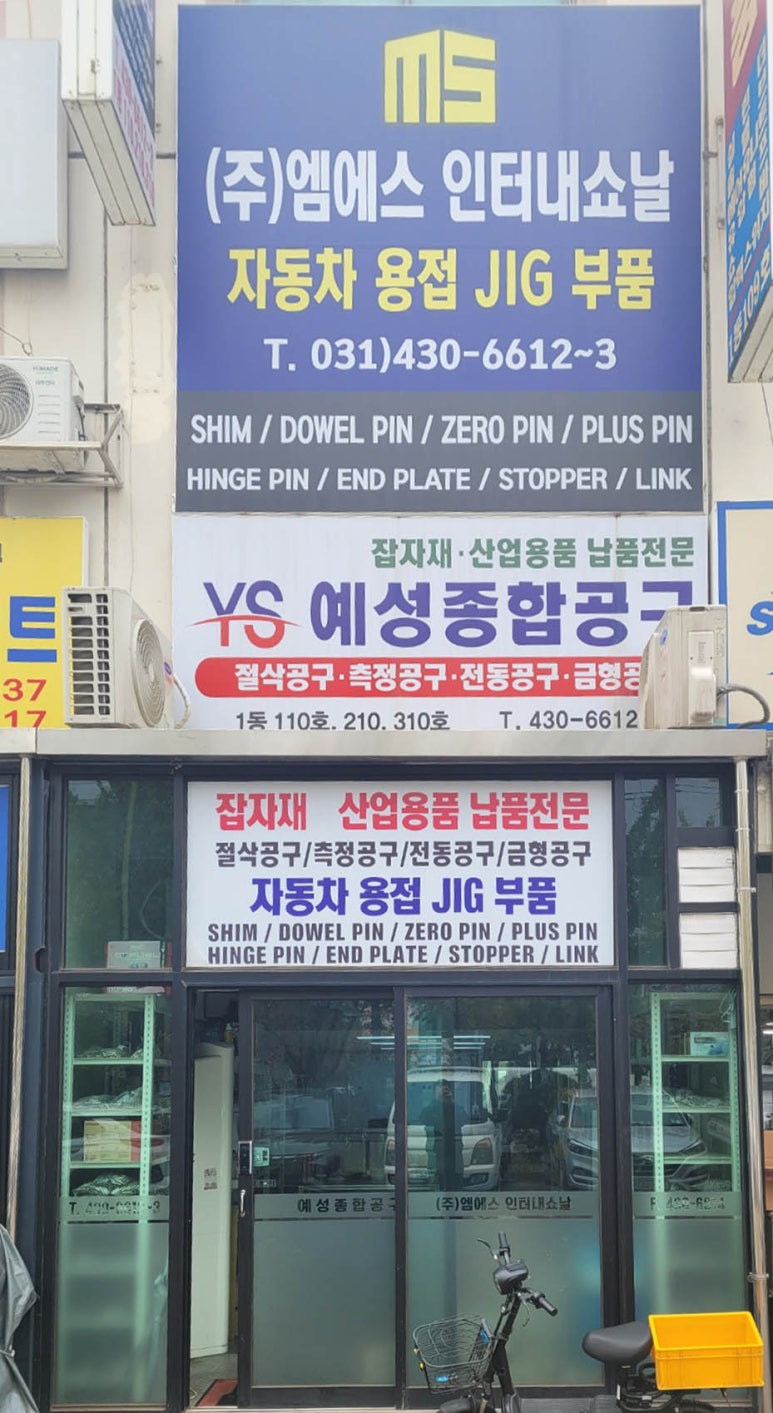 MS
(주)엠에스 인터내쇼날
자동차 용접 JIG 부품
T. 031)430-6612~3
SHIM / DOWEL PIN / ZERO PIN / PLUS PIN
HINGE PIN / END PLATE / STOPPER / LINK
잡자재·산업용품 납품전문
YS 예성종합공구
절삭공구·측정공구·전동공구·금형공
1동 110호, 210, 310호 T. 430-6612
트
37
17
잡자재 산업용품 납품전문
절삭공구/측정공구/전동공구/금형공구
자동차 용접 JIG 부품
SHIM / DOWEL PIN / ZERO PIN / PLUS PIN
HINGE PIN / END PLATE / STOPPER / LINK
예성종합공구 (주)엠에스 인터내쇼날